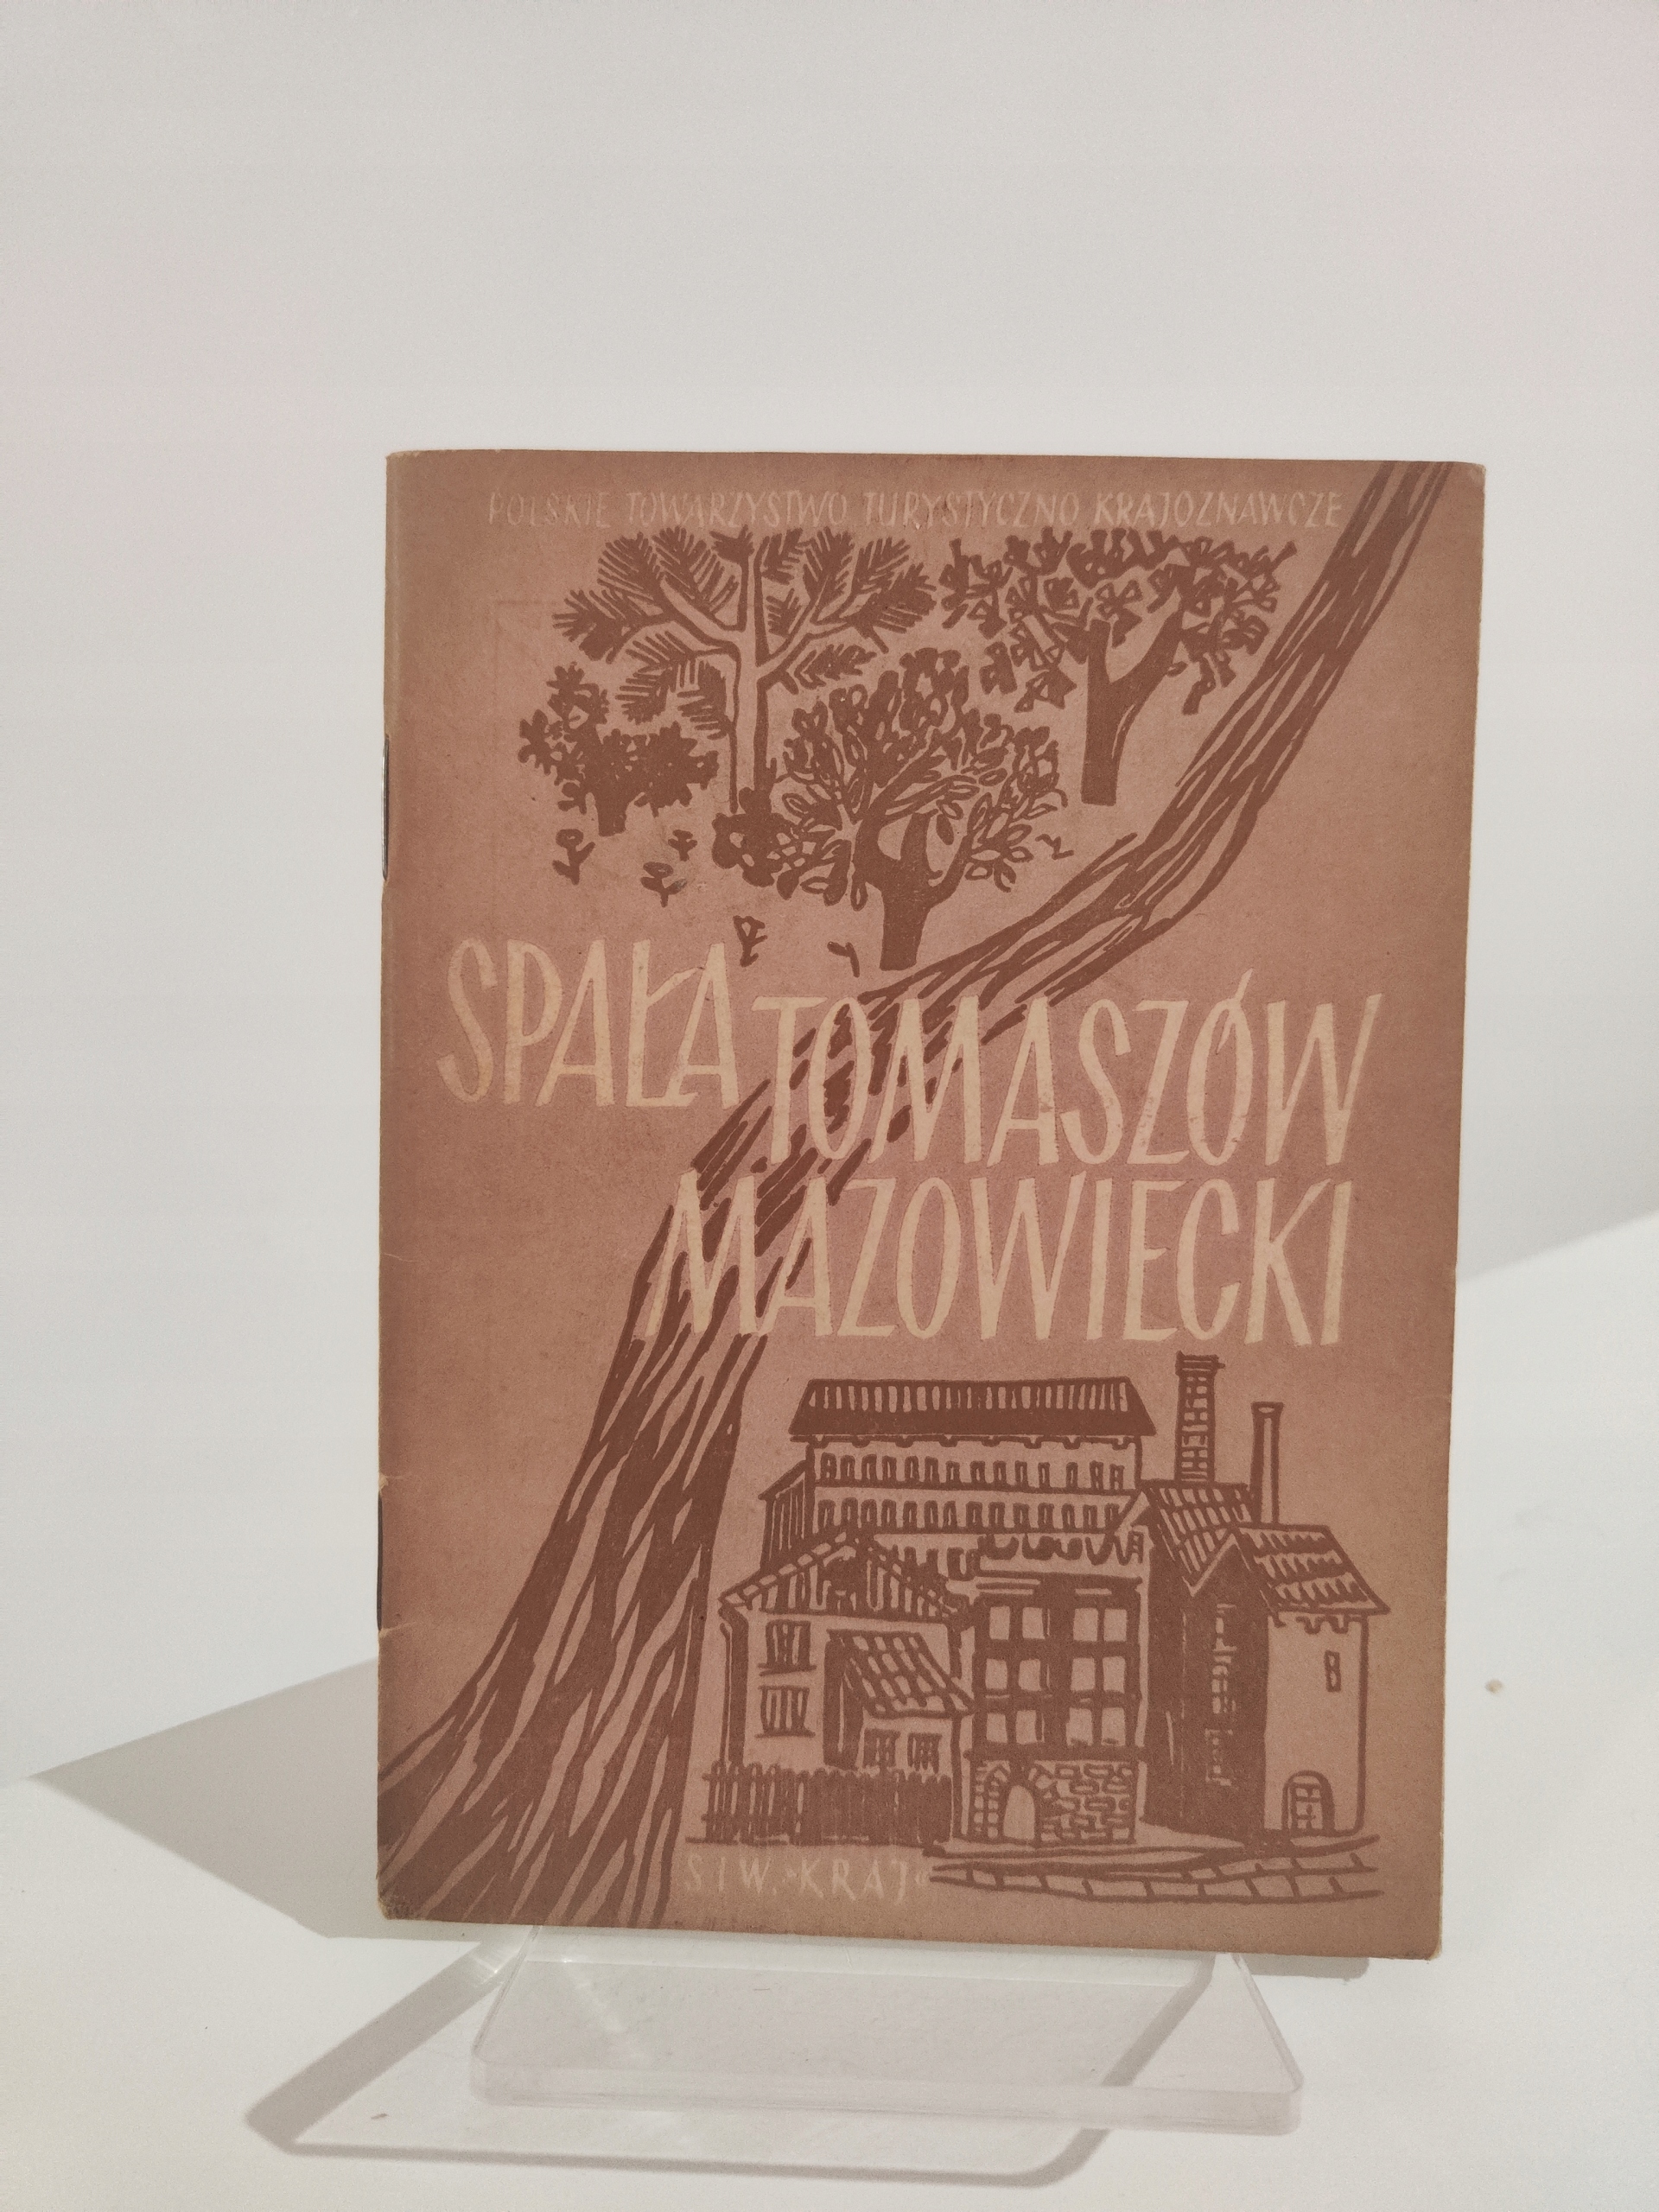 POLSKIE TOWARZYSTWO TURYSTYCZNO KRAJOZNAWCZE
SPAŁA
TOMASZÓW
MAZOWIECKI
S I W. »KRAJ«